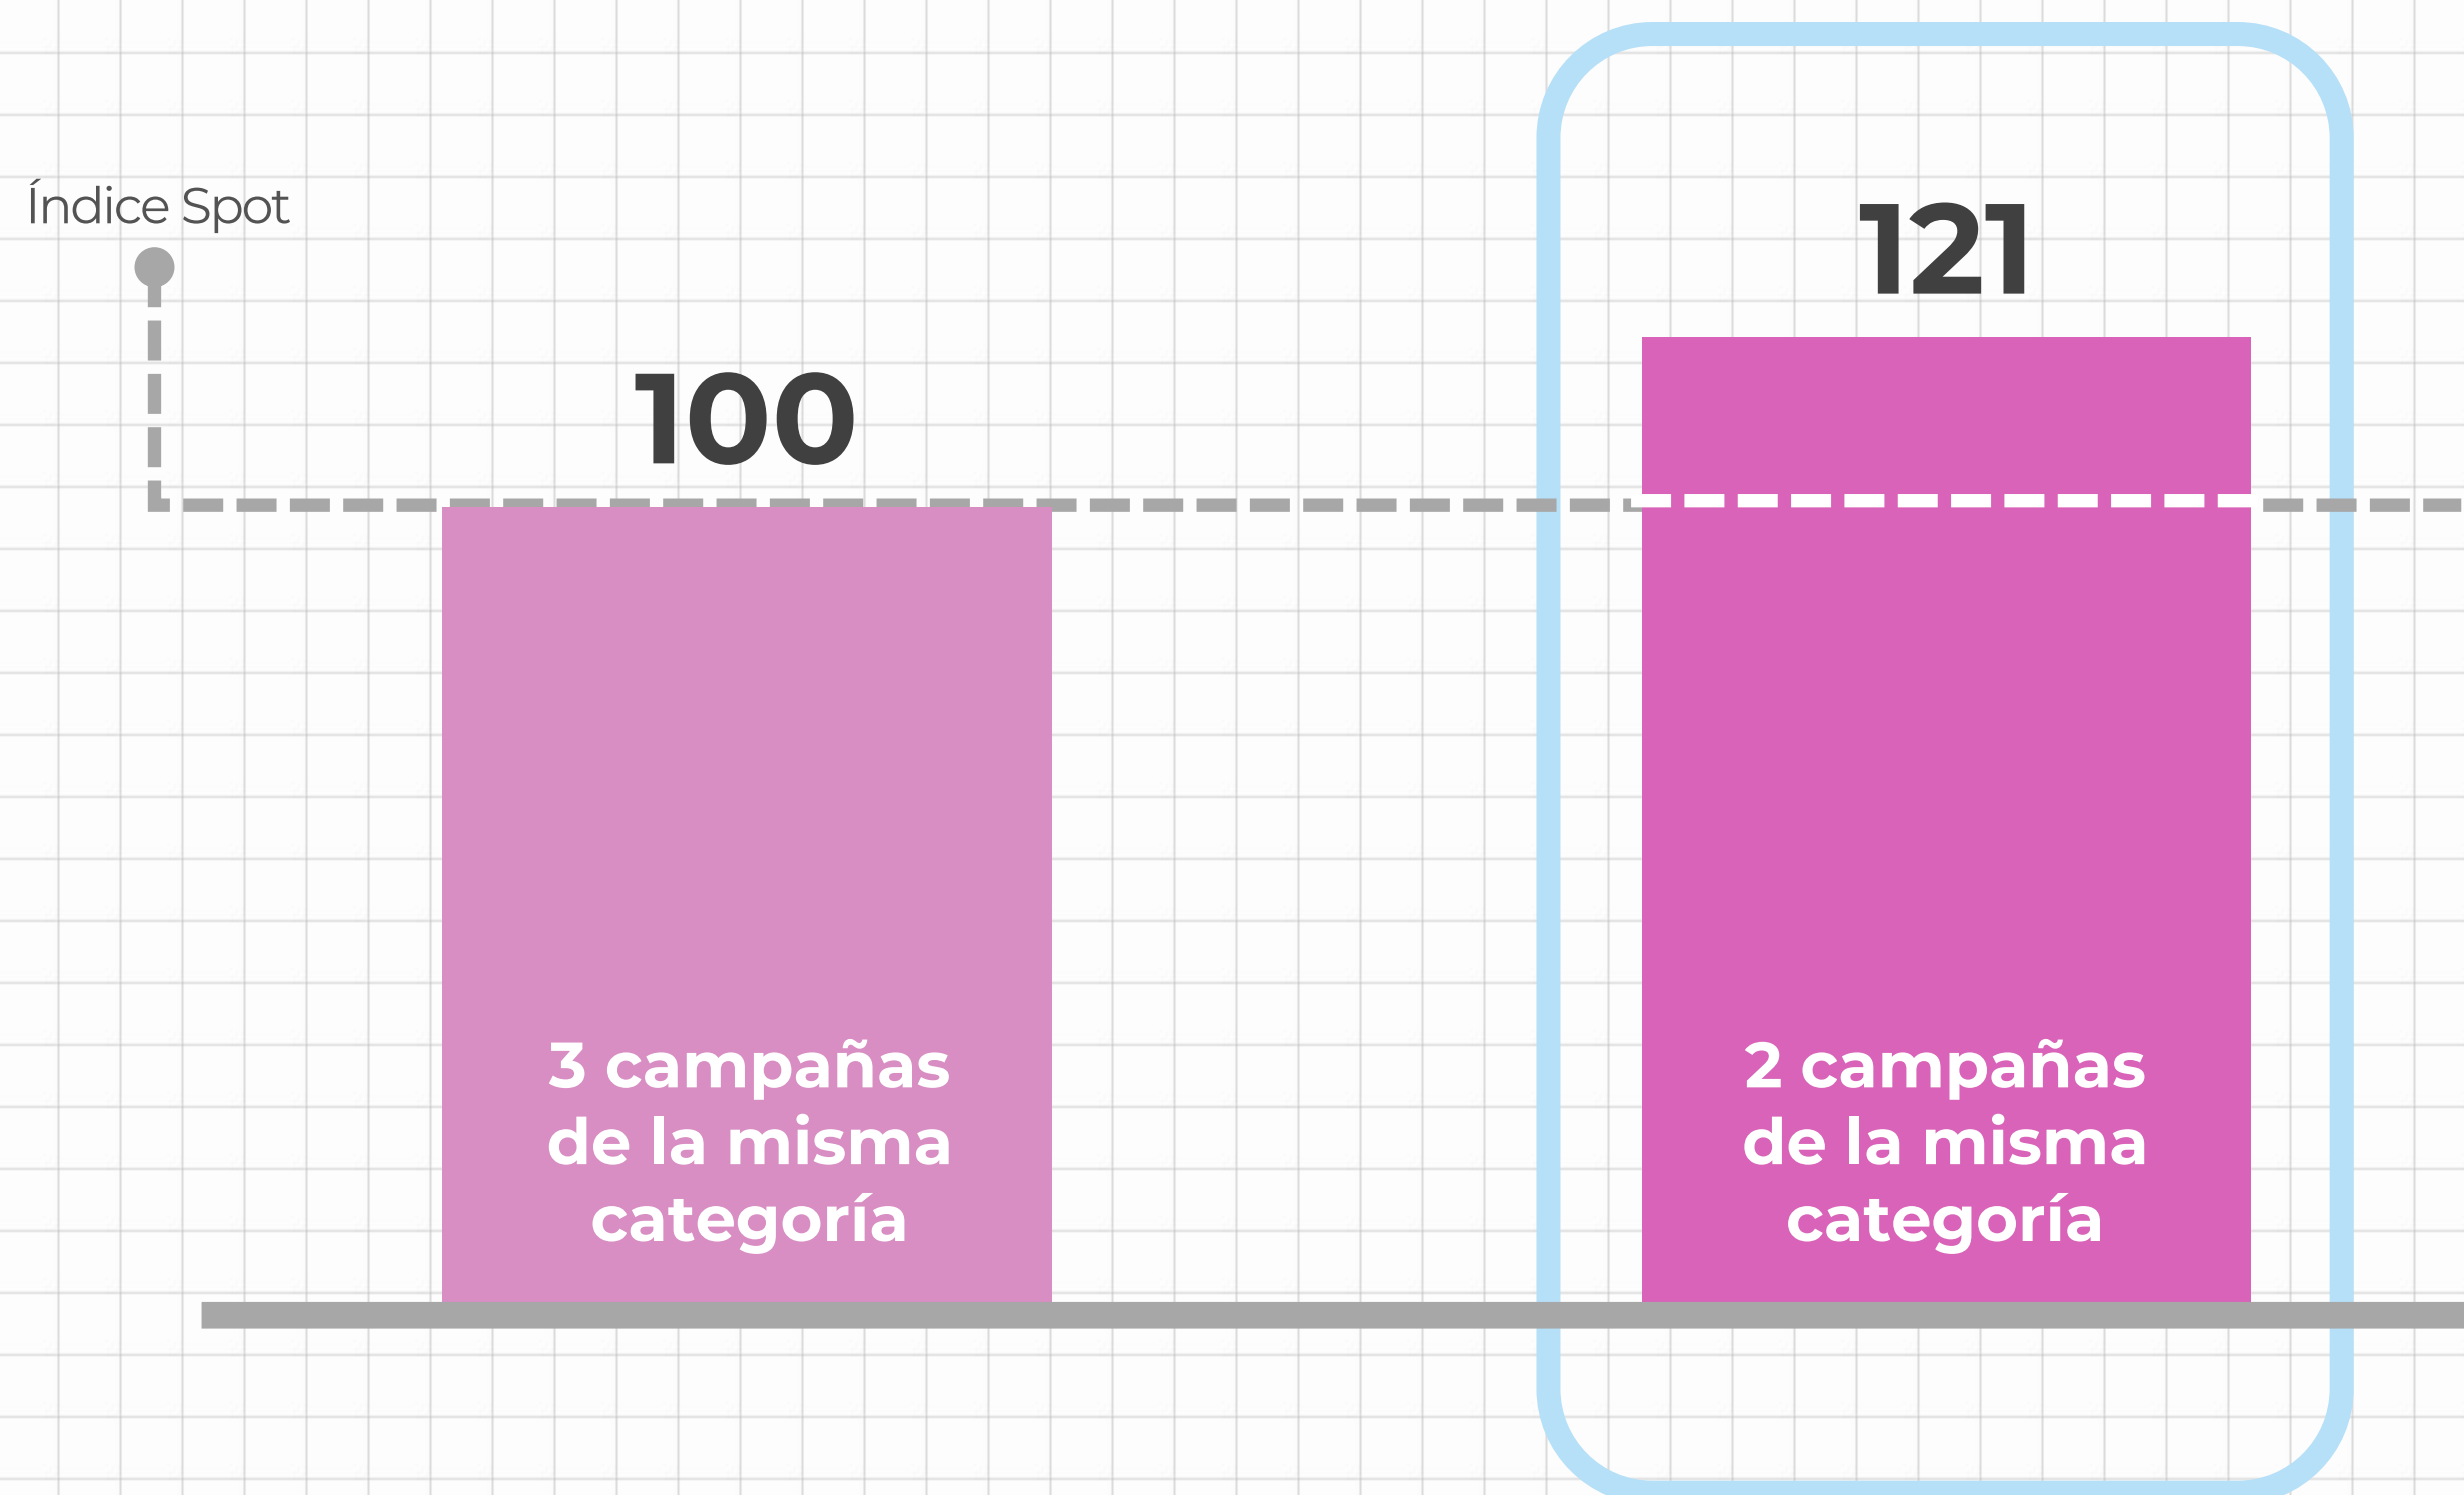 Índice Spot
100
121
3 campañas
de la misma
categoría
2 campañas
de la misma
categoría